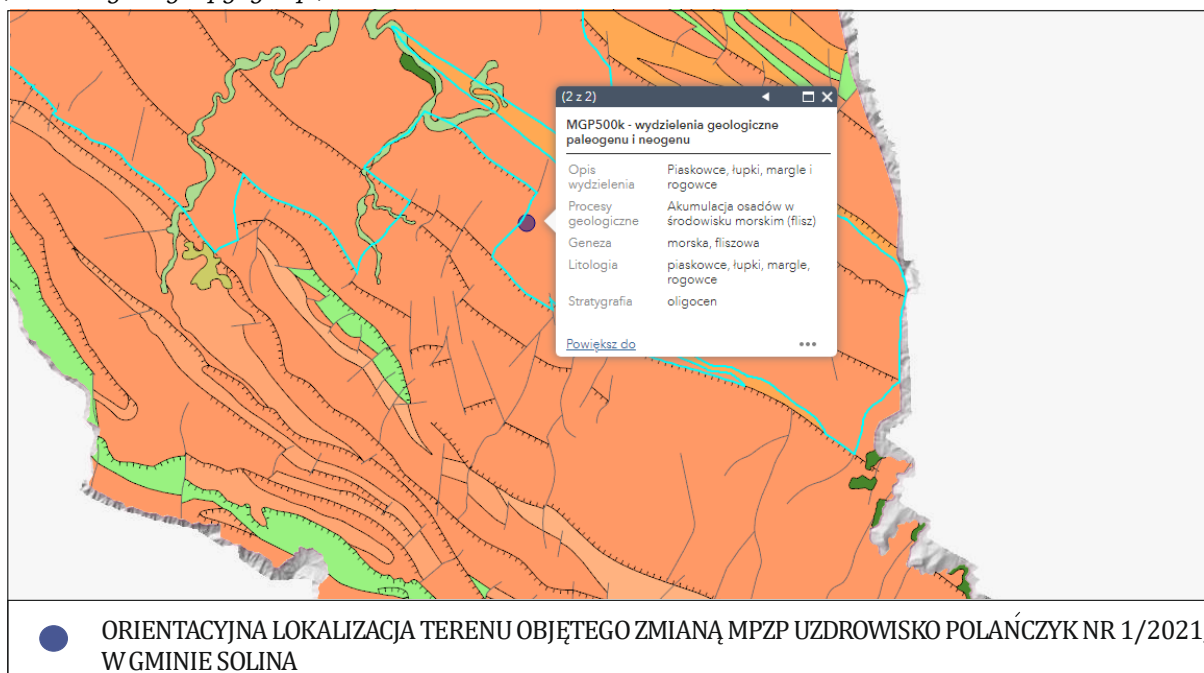 (2 z 2)
MGP500k - wydzielenia geologiczne
paleogenu i neogenu
Opis wydzielenia Piaskowce, łupki, margle i rogowce
Procesy geologiczne Akumulacja osadów w środowisku morskim (flisz)
Geneza morska, fliszowa
Litologia piaskowce, łupki, margle, rogowce
Stratygrafia oligocen
Powiększ do
ORIENTACYJNA LOKALIZACJA TERENU OBJĘTEGO ZMIANĄ MPZP UZDROWISKO POLAŃCZYK NR 1/2021,
W GMINIE SOLINA